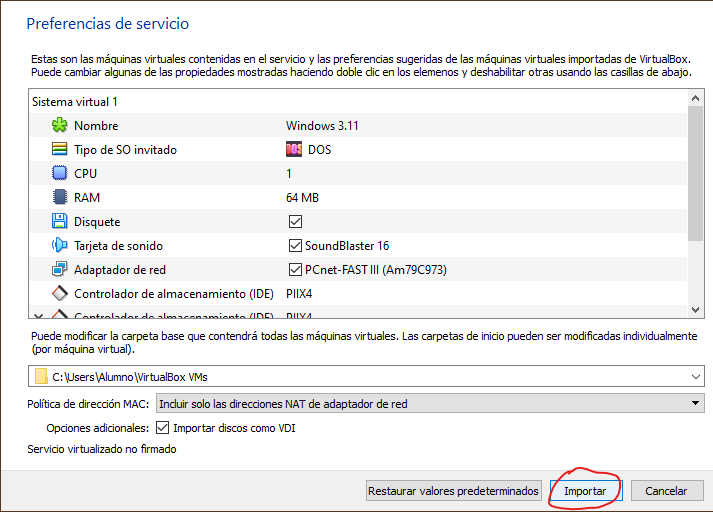 Preferencias de servicio
Estas son las máquinas virtuales contenidas en el servicio y las preferencias sugeridas de las máquinas virtuales importadas de VirtualBox.
Puede cambiar algunas de las propiedades mostradas haciendo doble clic en los elemenos y deshabilitar otras usando las casillas de abajo.
Sistema virtual 1
Nombre Windows 3.11
Tipo de SO invitado DOS DOS
CPU 1
RAM 64 MB
Disquete
Tarjeta de sonido SoundBlaster 16
Adaptador de red PCnet-FAST III (Am79C973)
Controlador de almacenamiento (IDE) PIIX4
Controlador de almacenamiento (IDE) PIIX4
Puede modificar la carpeta base que contendrá todas las máquinas virtuales. Las carpetas de inicio pueden ser modificadas individualmente
(por máquina virtual).
C:\Users\Alumno\VirtualBox VMs
Política de dirección MAC: Incluir solo las direcciones NAT de adaptador de red
Opciones adicionales: Importar discos como VDI
Servicio virtualizado no firmado
Restaurar valores predeterminados Importar Cancelar